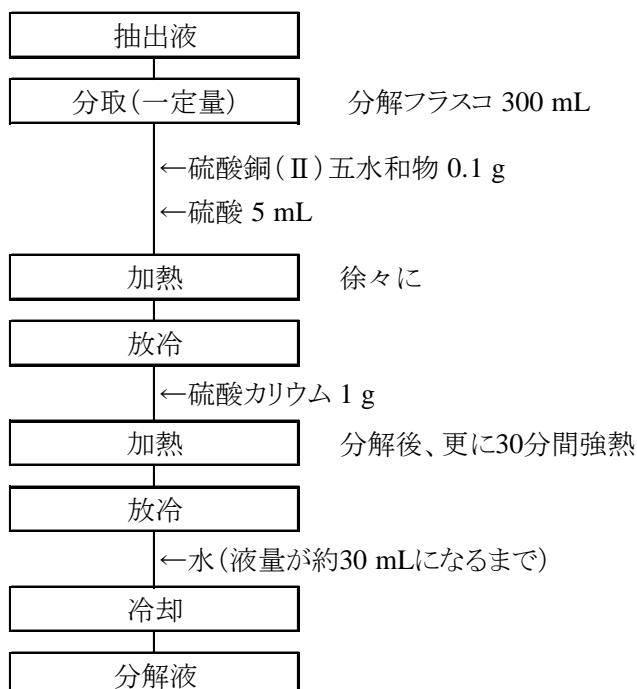 抽出液
分取(一定量) 分解フラスコ 300 mL
←硫酸銅(Ⅱ)五水和物 0.1 g
←硫酸 5 mL
加熱 徐々に
放冷
←硫酸カリウム 1 g
加熱 分解後、更に30分間強熱
放冷
←水(液量が約30 mLになるまで)
冷却
分解液